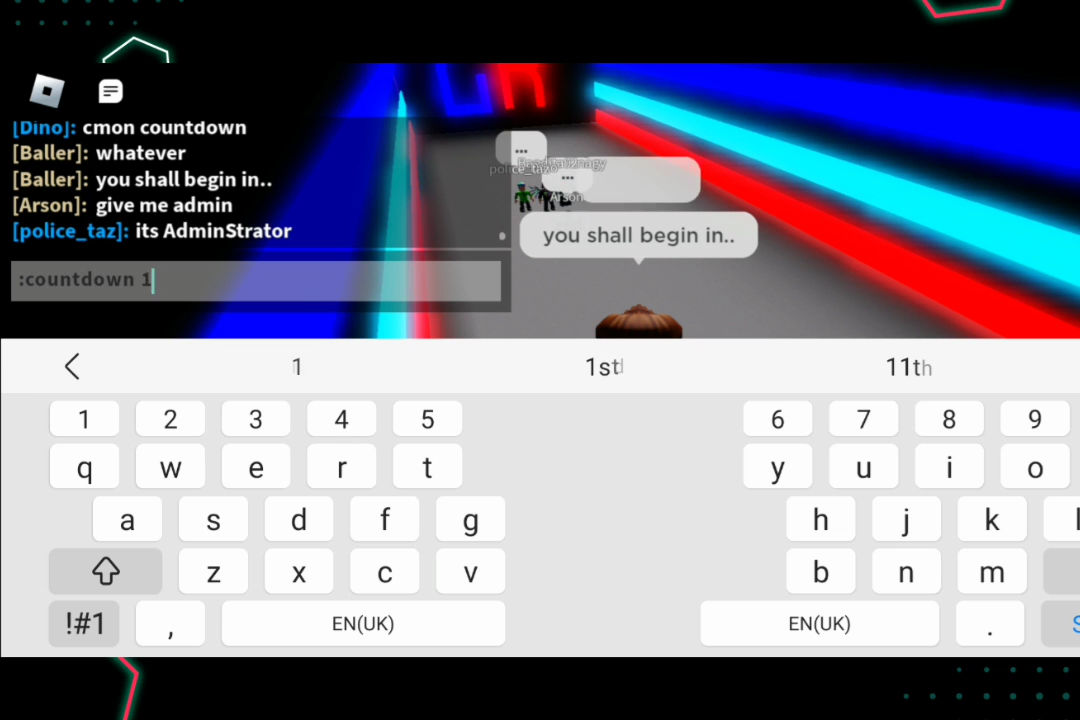 [Dino]: cmon countdown
[Baller]: whatever
[Baller]: you shall begin in..
[Arson]: give me admin
[police_taz]: its AdminStrator
:countdown 1
...
police_taz
...
Arson
you shall begin in..
1 1st 11th
1 2 3 4 5 6 7 8 9
q w e r t y u i o
a s d f g h j k l
z x c v b n m
!#1 , EN(UK) EN(UK) . S